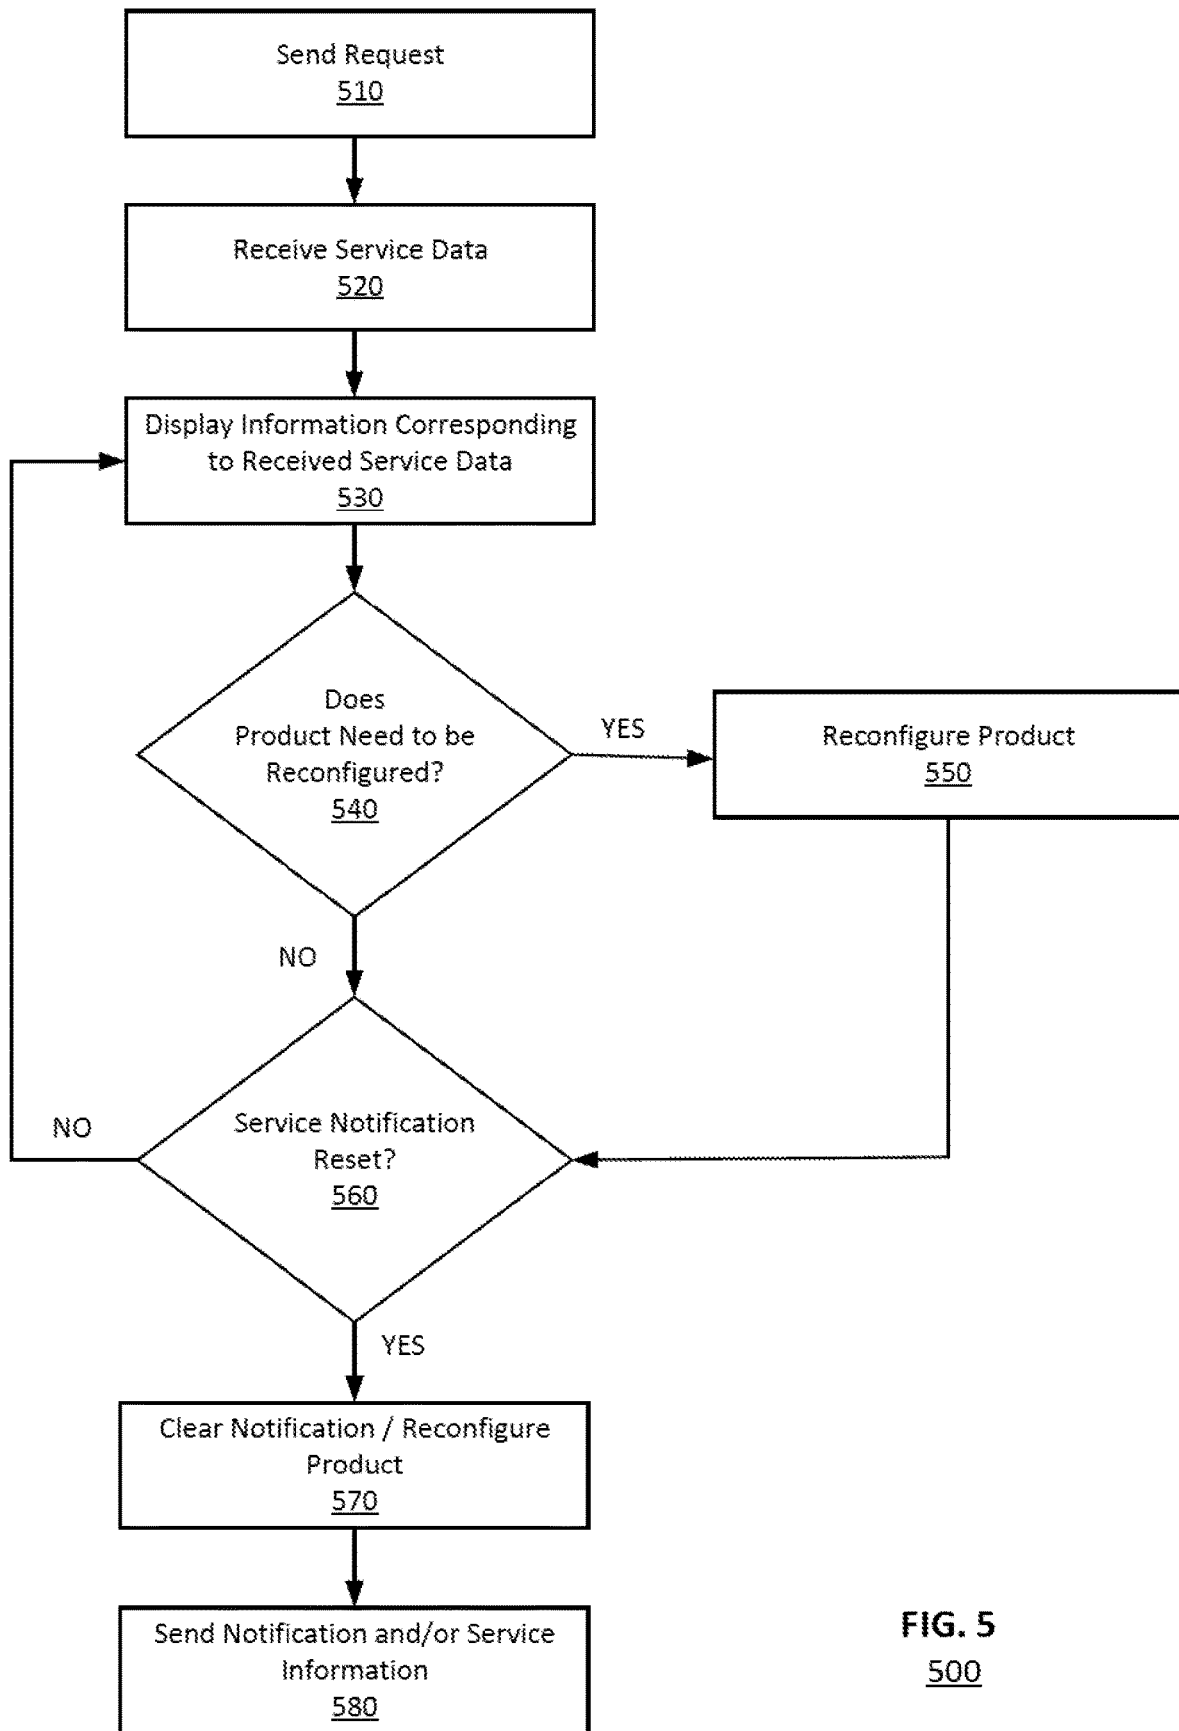 Send Request
510
Receive Service Data
520
Display Information Corresponding
to Received Service Data
530
Does
Product Need to be
Reconfigured?
540
YES
Reconfigure Product
550
NO
Service Notification
Reset?
560
NO
YES
Clear Notification / Reconfigure
Product
570
Send Notification and/or Service
Information
580
FIG. 5
500